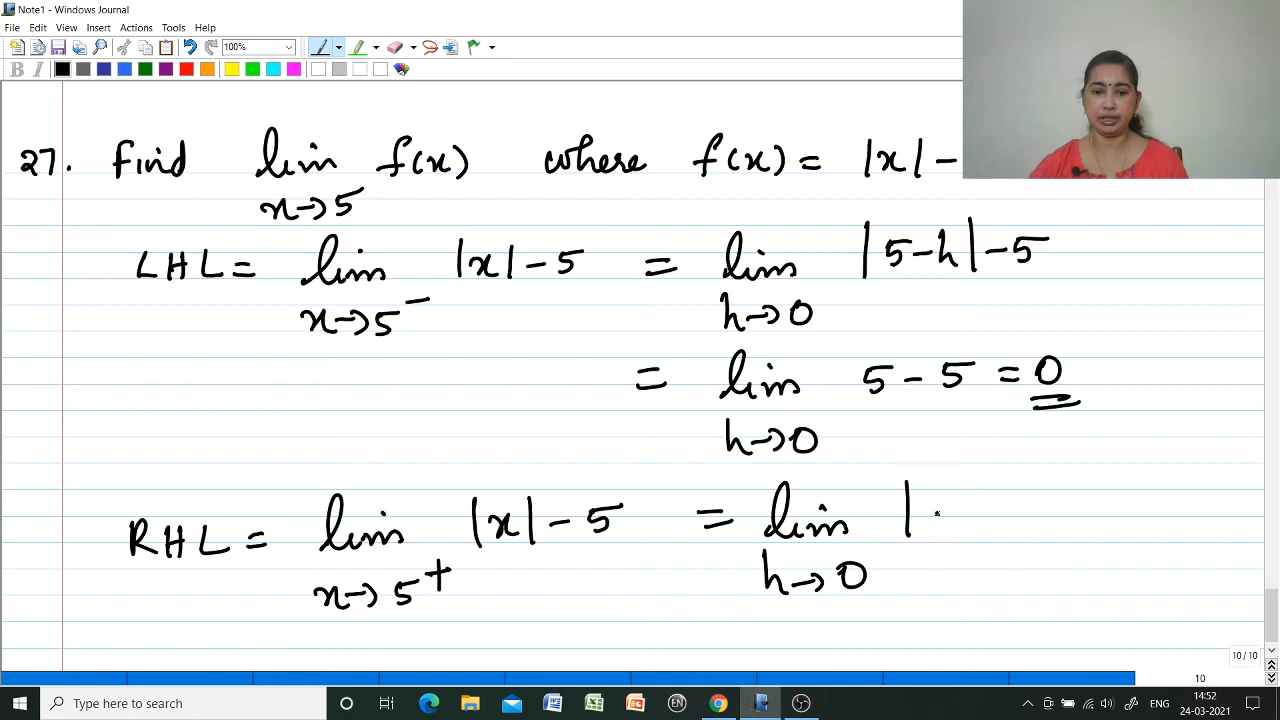 Note1 - Windows Journal
File Edit View Insert Actions Tools Help
100%
B I
27. Find lim f(x) where f(x) = |x| -
x→5
LHL = lim |x| - 5 = lim |5-h| - 5
x→5⁻ h→0
= lim 5 - 5 = 0
h→0
RHL = lim |x| - 5 = lim |
x→5⁺ h→0
10 / 10
10
Type here to search
EN
ENG
14:52
24-03-2021